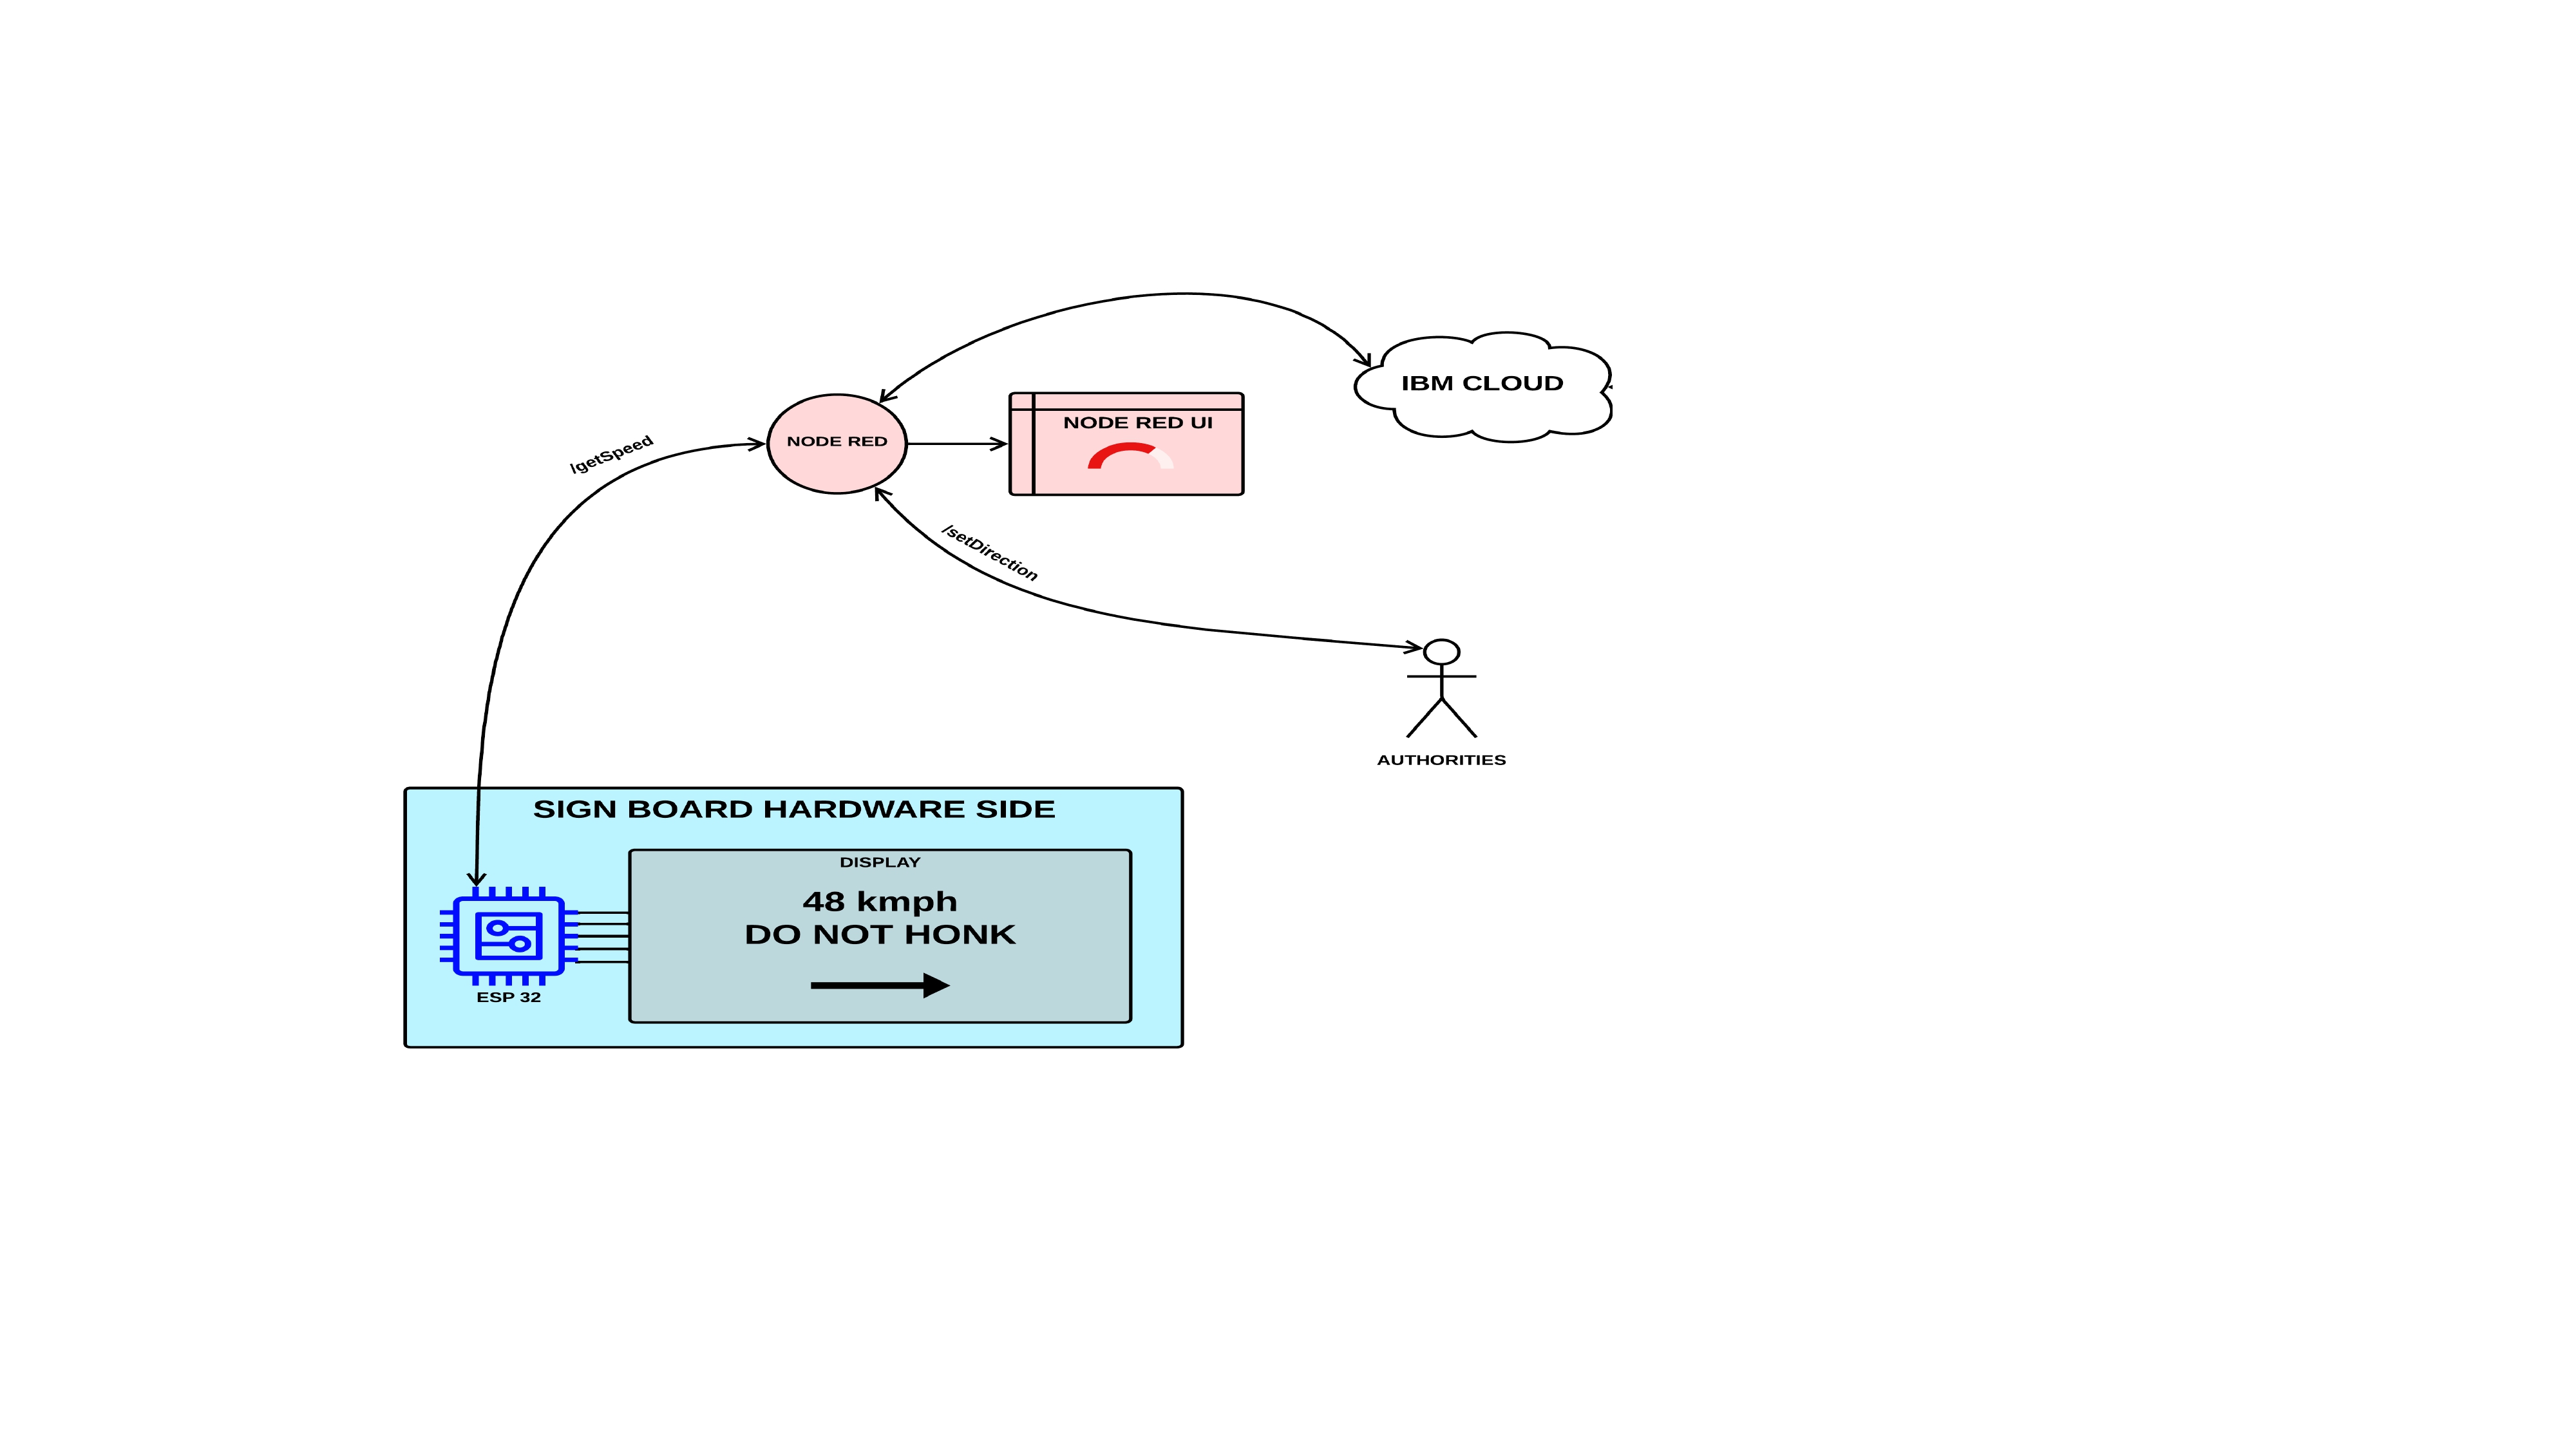 IBM CLOUD
NODE RED UI
NODE RED
/getSpeed
/setDirection
AUTHORITIES
SIGN BOARD HARDWARE SIDE
DISPLAY
48 kmph
DO NOT HONK
ESP 32